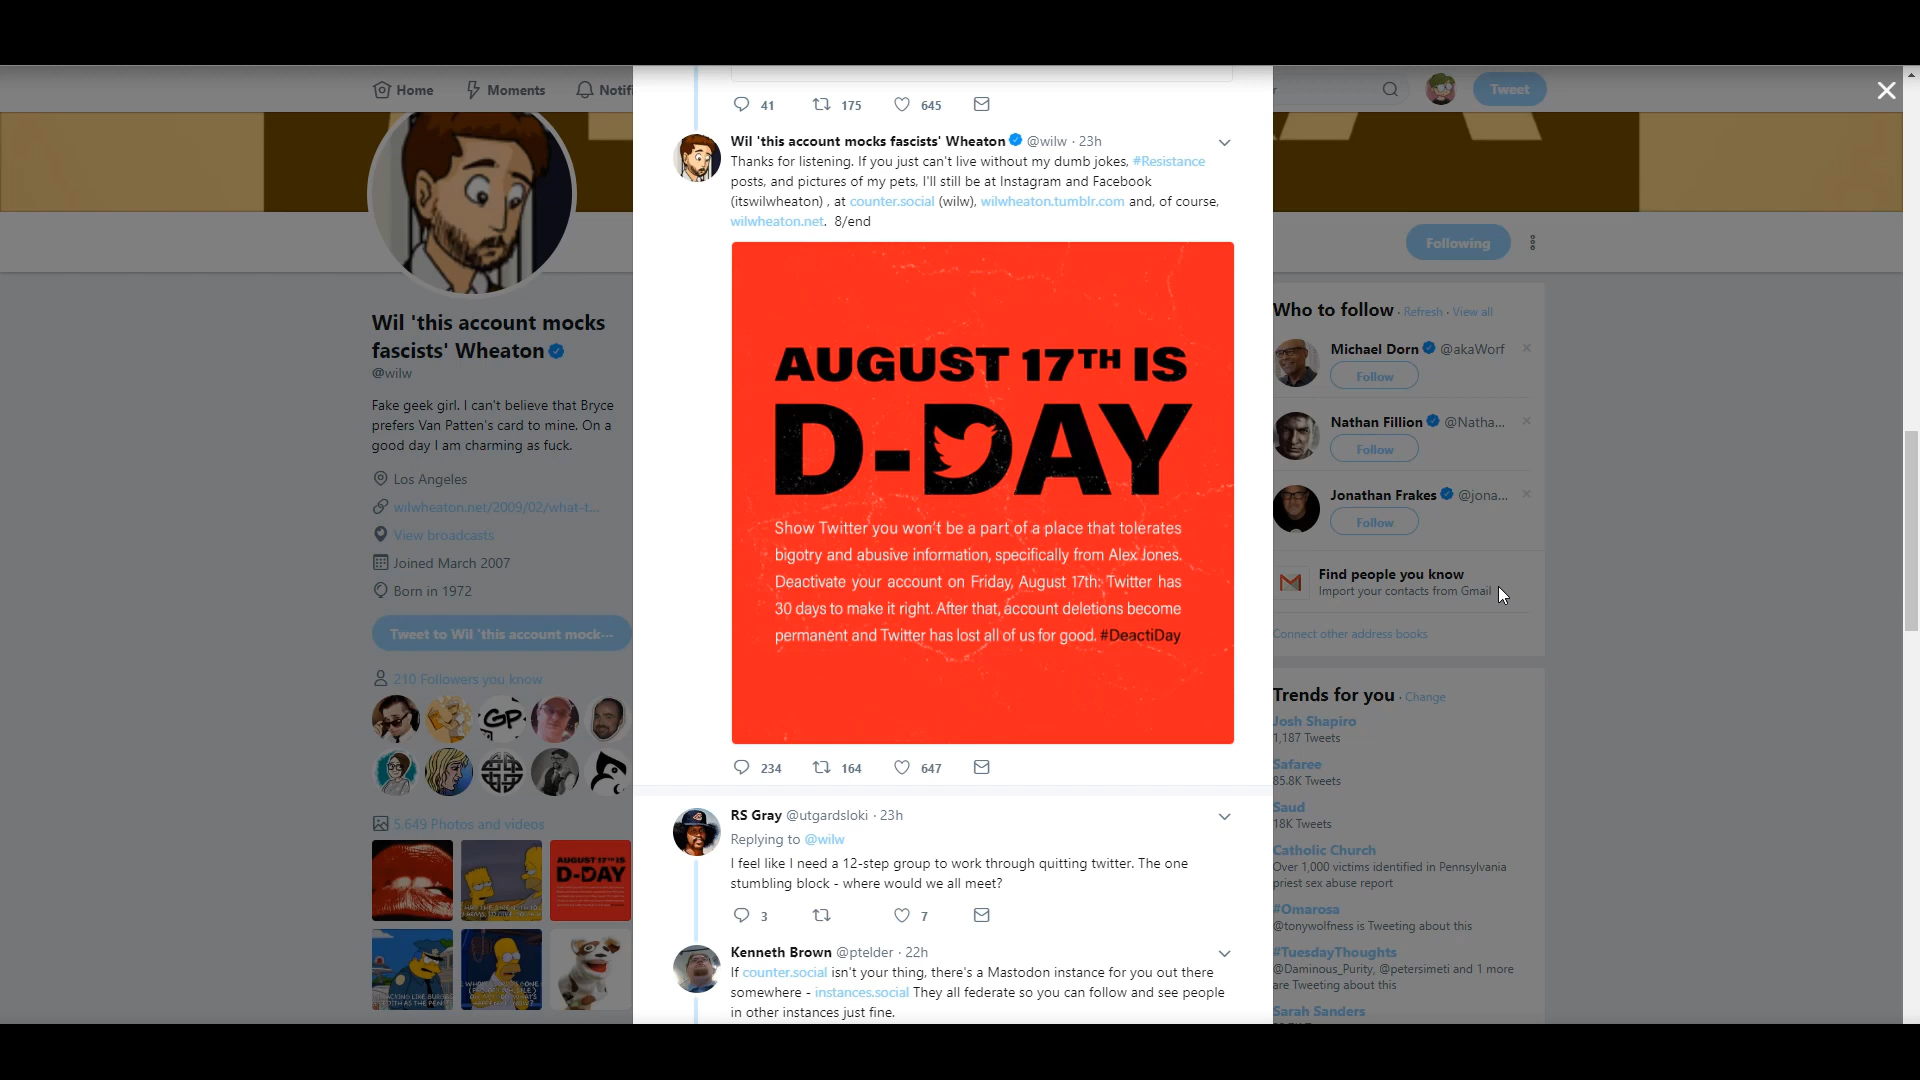 Home Moments Notifi
Tweet
41 175 645
Wil 'this account mocks fascists' Wheaton @wilw · 23h
Thanks for listening. If you just can't live without my dumb jokes, #Resistance
posts, and pictures of my pets, I'll still be at Instagram and Facebook
(itswilwheaton) , at counter.social (wilw), wilwheaton.tumblr.com and, of course,
wilwheaton.net. 8/end
AUGUST 17TH IS
D-DAY
Show Twitter you won't be a part of a place that tolerates
bigotry and abusive information, specifically from Alex Jones.
Deactivate your account on Friday, August 17th: Twitter has
30 days to make it right. After that, account deletions become
permanent and Twitter has lost all of us for good. #DeactiDay
234 164 647
RS Gray @utgardsloki · 23h
Replying to @wilw
I feel like I need a 12-step group to work through quitting twitter. The one
stumbling block - where would we all meet?
3 7
Kenneth Brown @ptelder · 22h
If counter.social isn't your thing, there's a Mastodon instance for you out there
somewhere - instances.social They all federate so you can follow and see people
in other instances just fine.
Wil 'this account mocks
fascists' Wheaton
@wilw
Fake geek girl. I can't believe that Bryce
prefers Van Patten's card to mine. On a
good day I am charming as fuck.
Los Angeles
wilwheaton.net/2009/02/what-t...
View broadcasts
Joined March 2007
Born in 1972
Tweet to Wil 'this account mock...
210 Followers you know
GP
5,649 Photos and videos
AUGUST 17TH IS
D-DAY
Following
Who to follow · Refresh · View all
Michael Dorn @akaWorf
Follow
Nathan Fillion @Natha...
Follow
Jonathan Frakes @jona...
Follow
Find people you know
Import your contacts from Gmail
Connect other address books
Trends for you · Change
Josh Shapiro
1,187 Tweets
Safaree
85.8K Tweets
Saud
18K Tweets
Catholic Church
Over 1,000 victims identified in Pennsylvania
priest sex abuse report
#Omarosa
@tonywolfness is Tweeting about this
#TuesdayThoughts
@Daminous_Purity, @petersimeti and 1 more
are Tweeting about this
Sarah Sanders